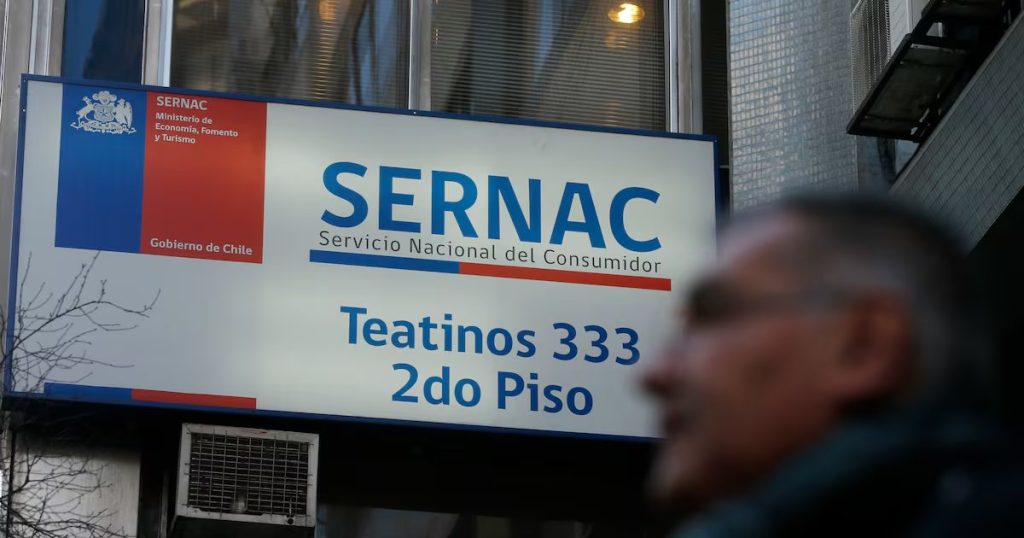 SERNAC
Ministerio de
Economía, Fomento
y Turismo
Gobierno de Chile
SERNAC
Servicio Nacional del Consumidor
Teatinos 333
2do Piso